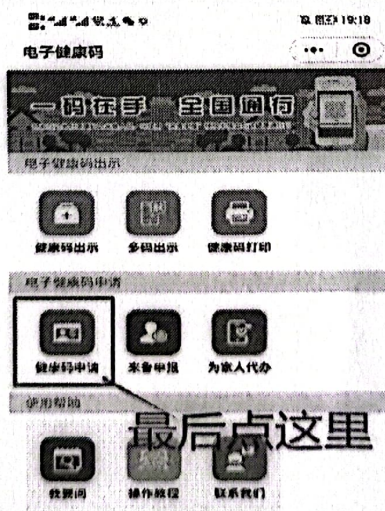 19:18
电子健康码
一码在手 全国通行
电子健康码出示
健康码出示 多码出示 健康码打印
电子健康码申请
健康码申请 来备申报 为家人代办
使用帮助
最后点这里
我要问 操作教程 联系我们